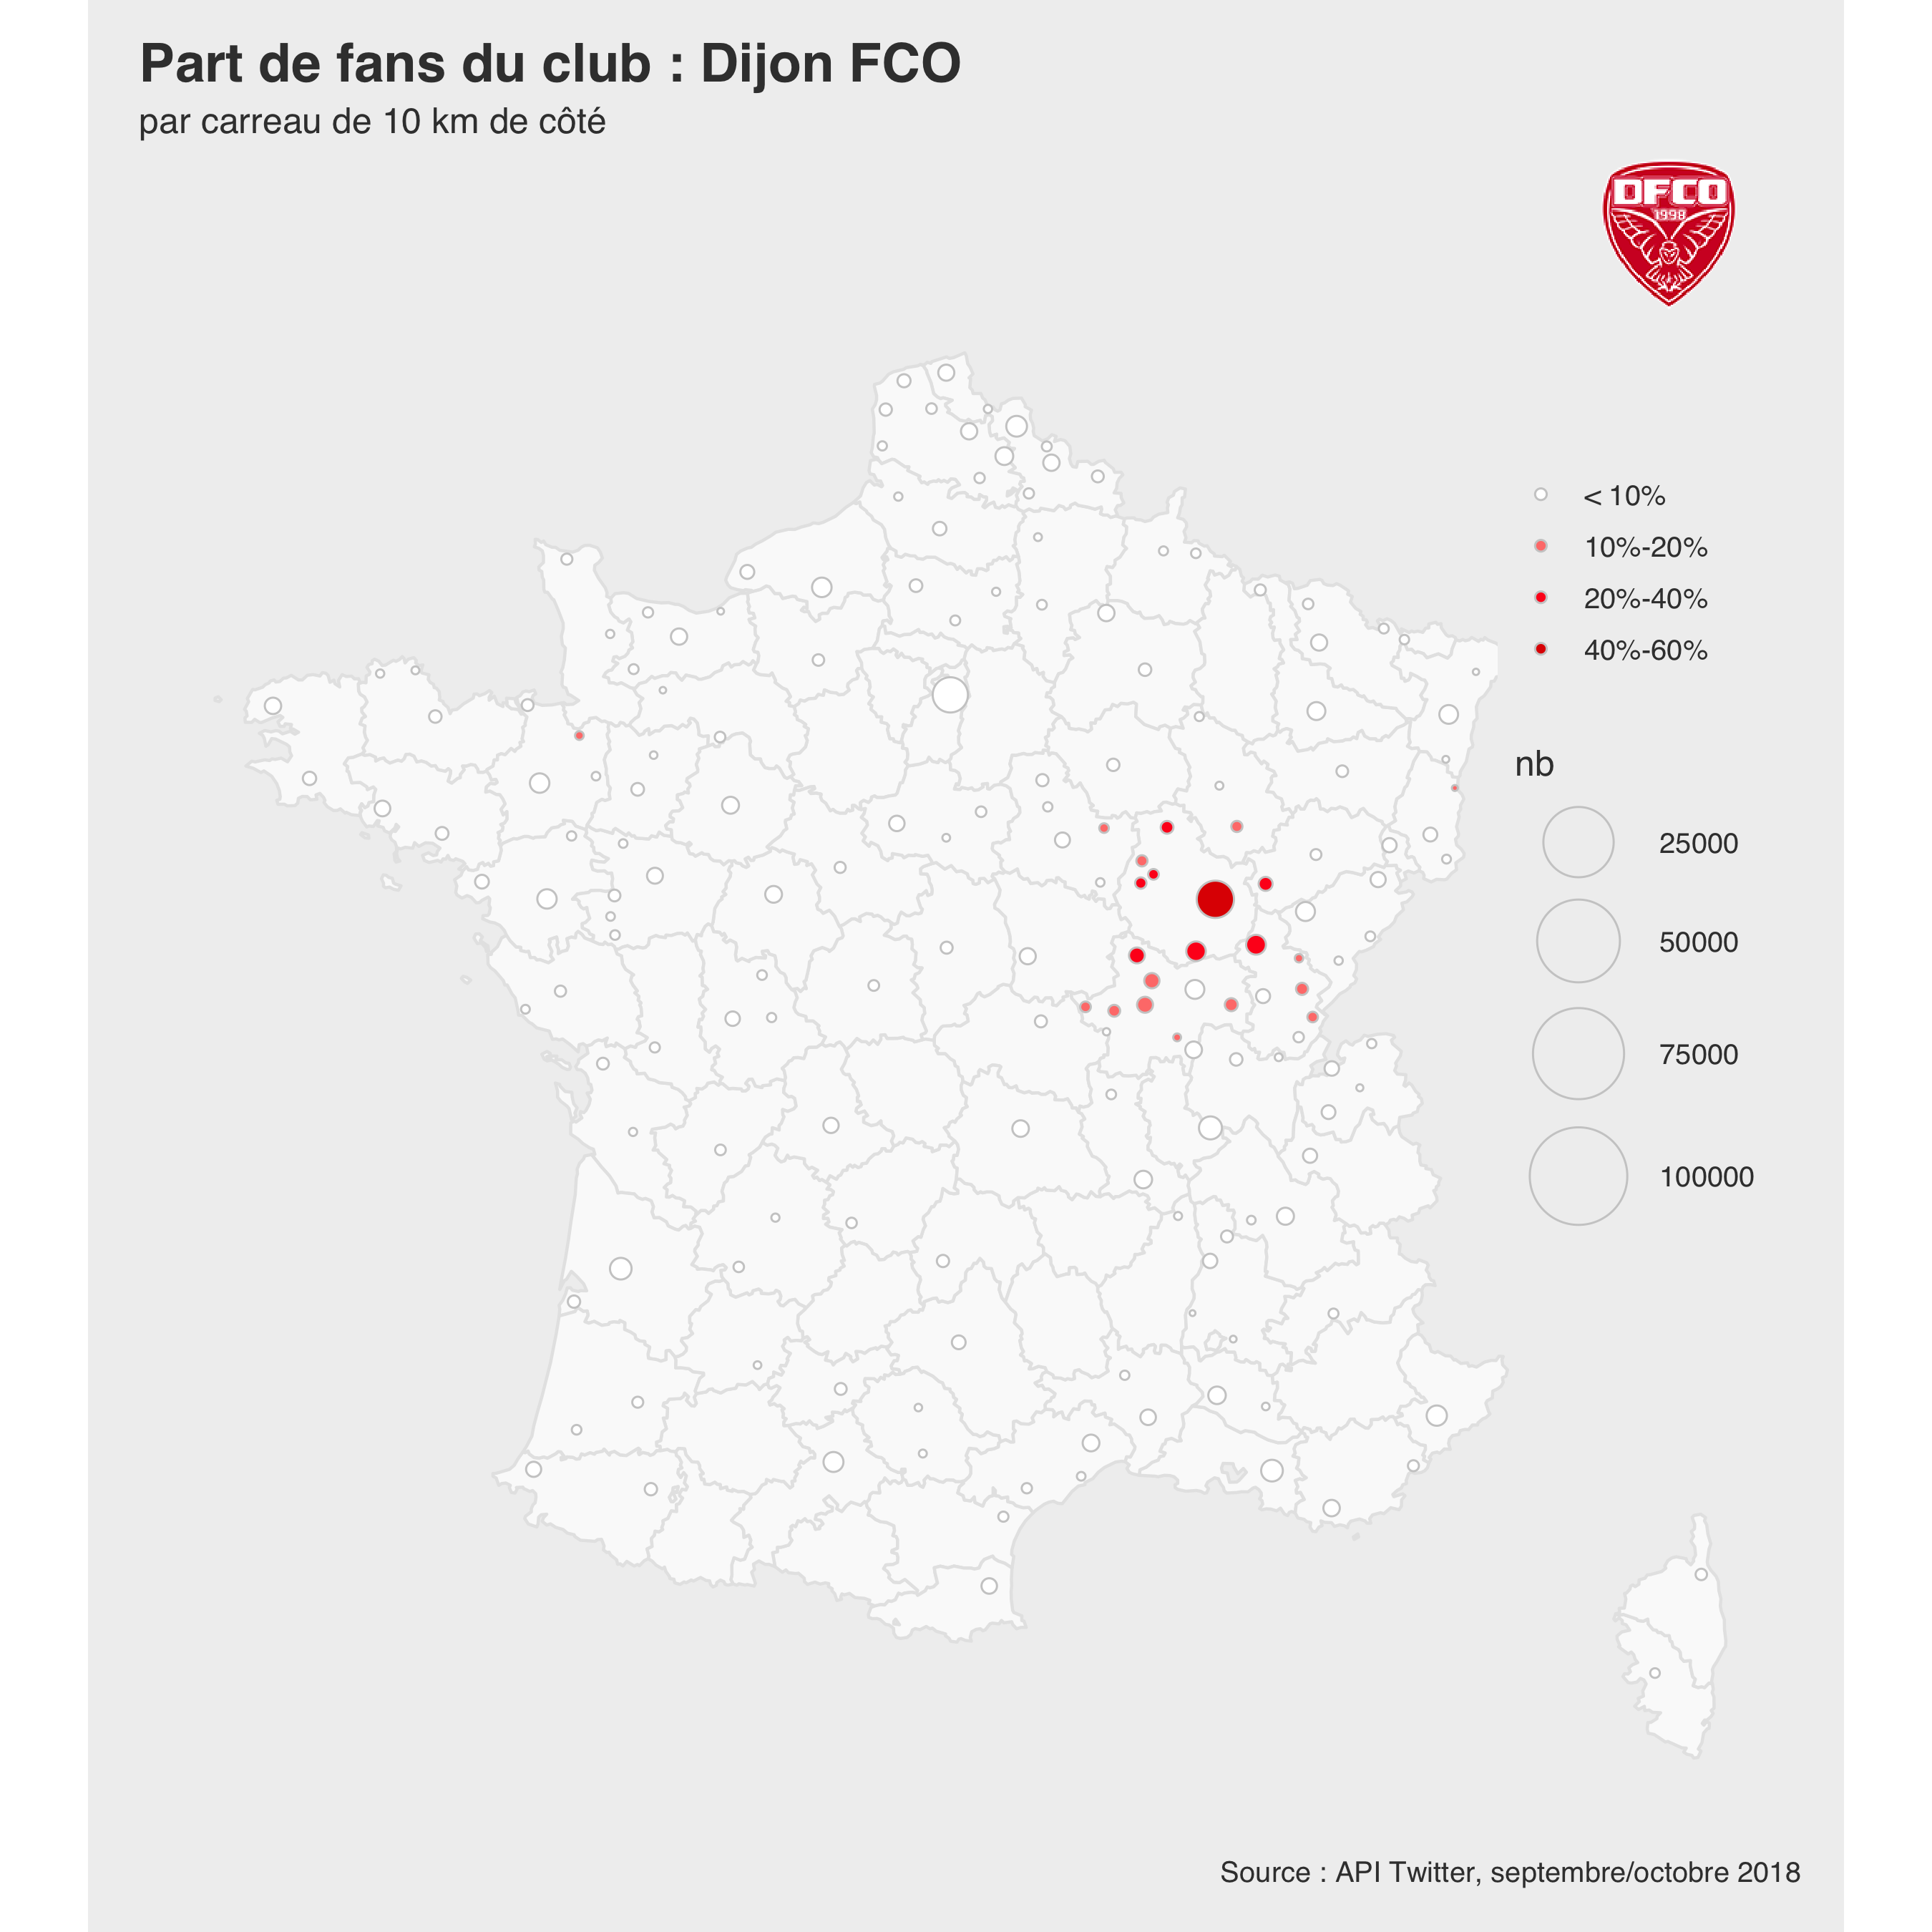 Part de fans du club : Dijon FCO
par carreau de 10 km de côté
DFCO
1998
< 10%
10%-20%
20%-40%
40%-60%
nb
25000
50000
75000
100000
Source : API Twitter, septembre/octobre 2018